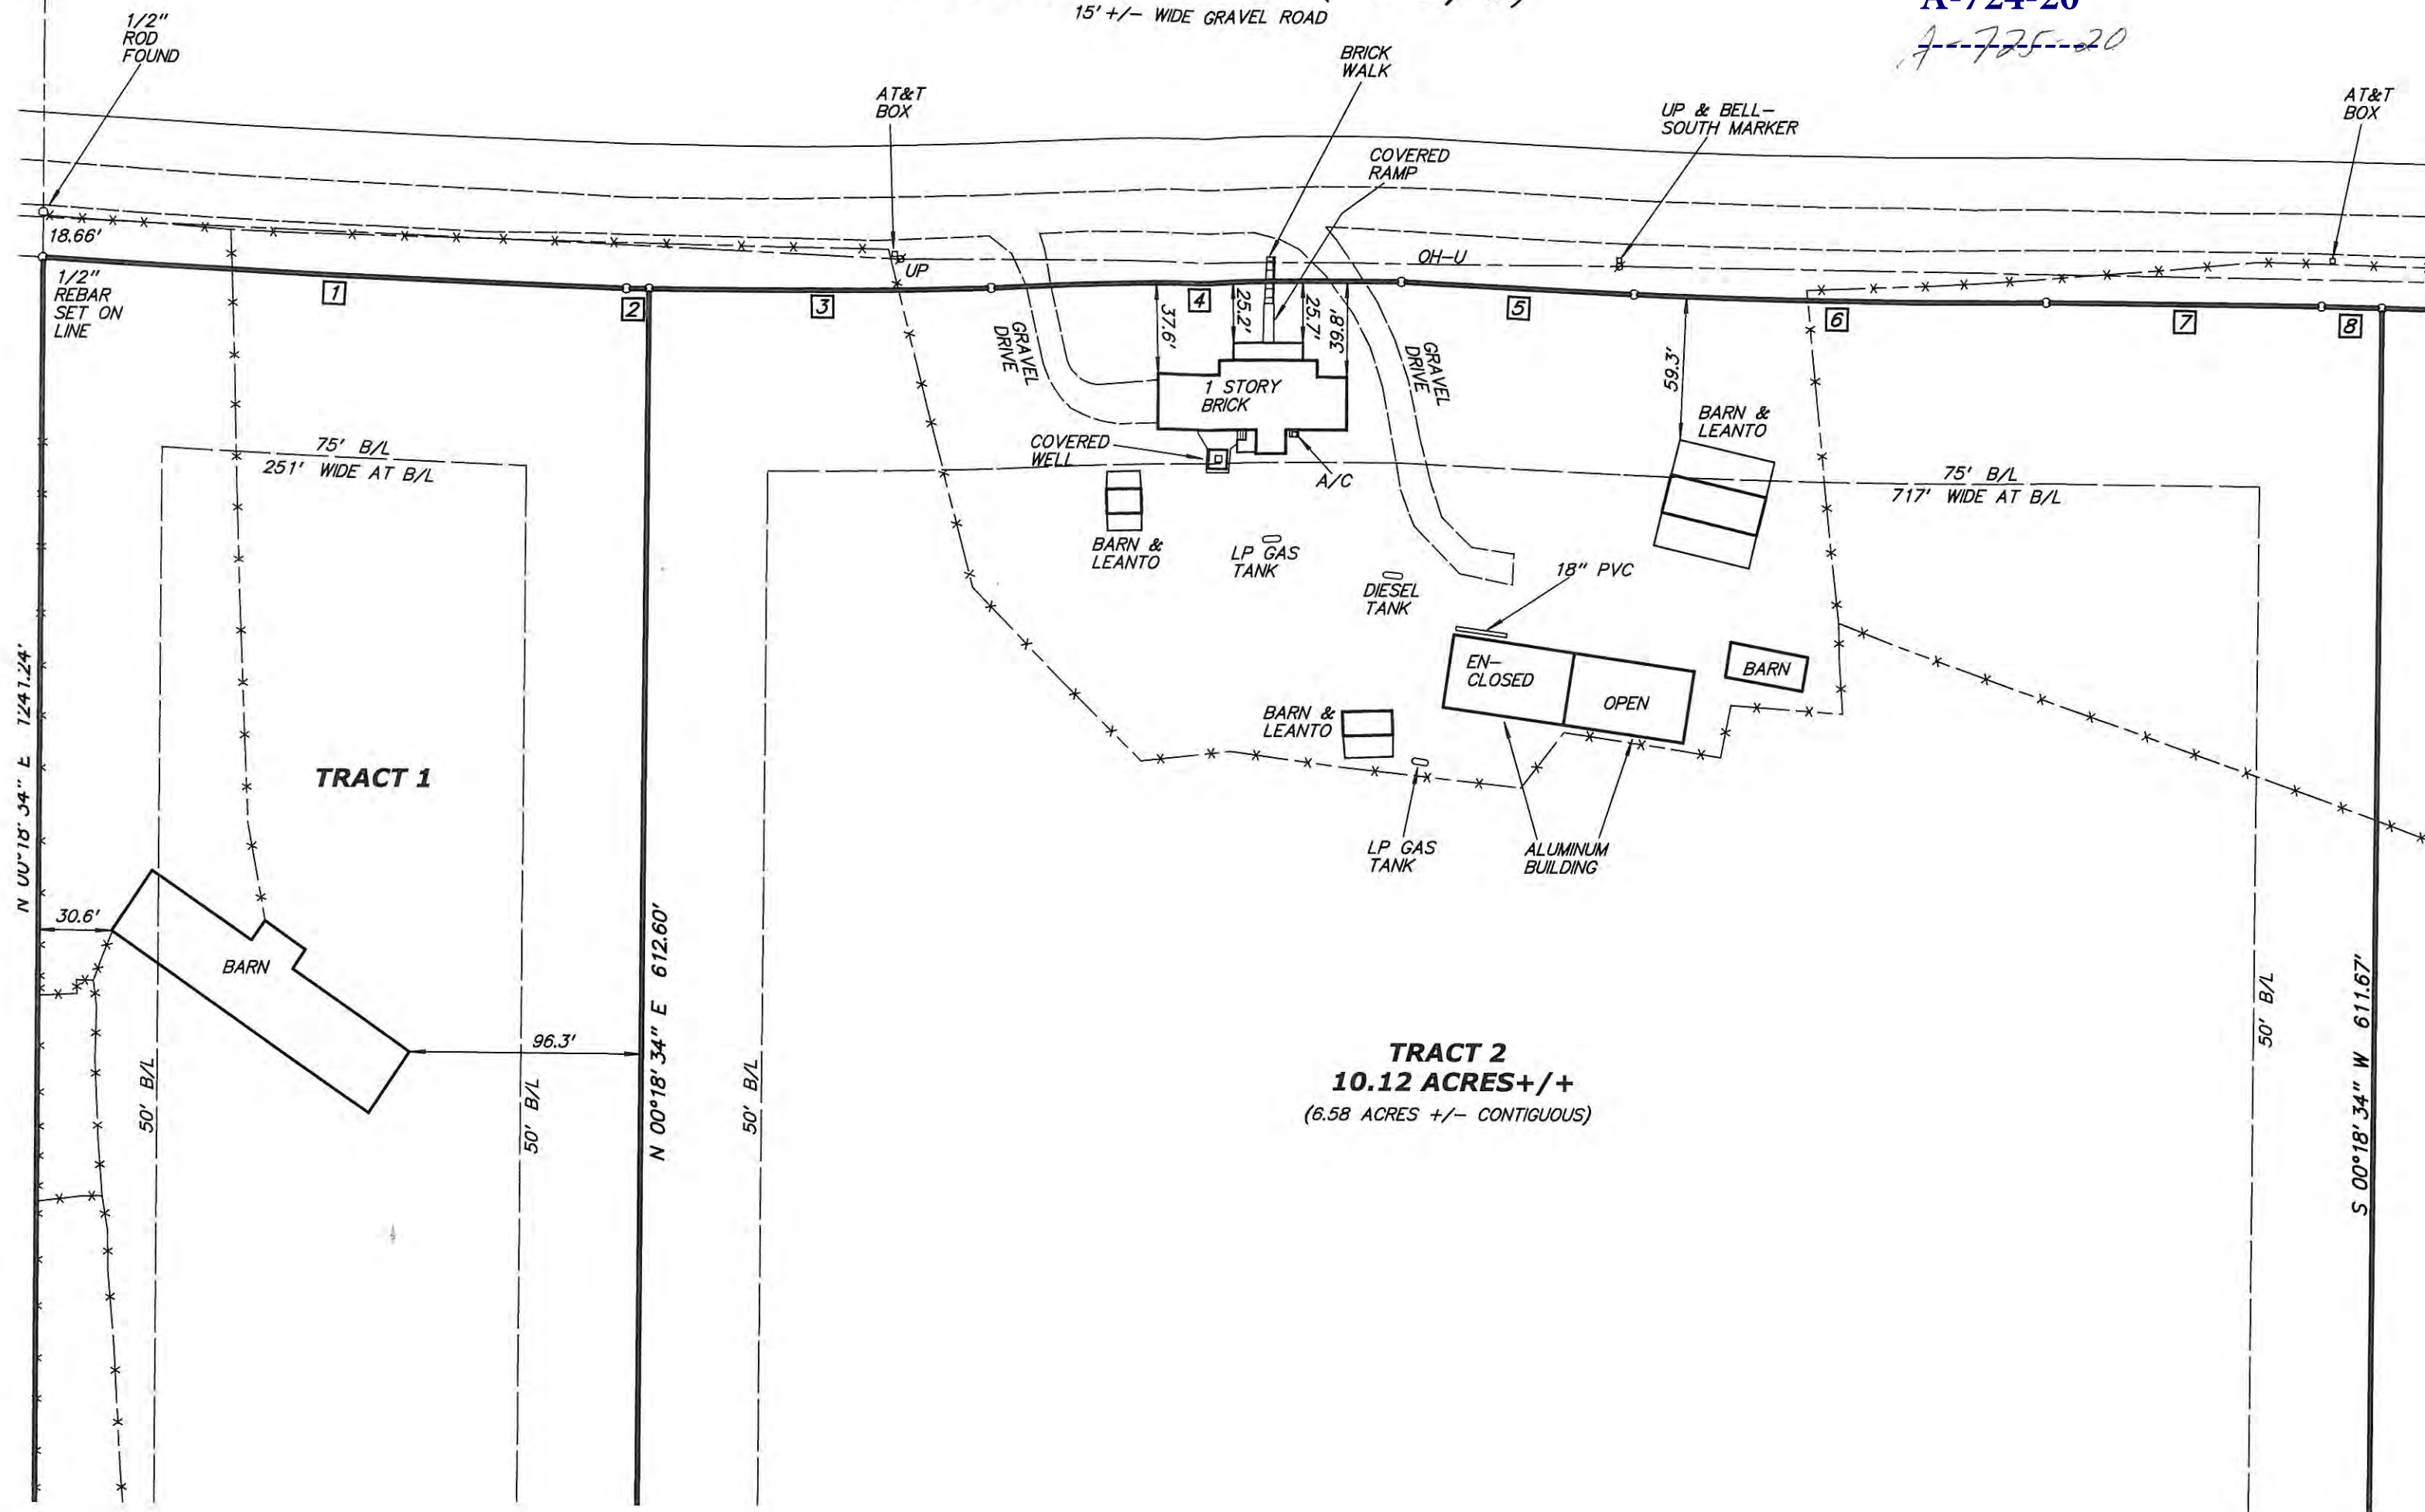 15' +/- WIDE GRAVEL ROAD
A-724-20
A-725-20
1/2"
ROD
FOUND
AT&T
BOX
BRICK
WALK
COVERED
RAMP
UP & BELL-
SOUTH MARKER
AT&T
BOX
18.66'
1/2"
REBAR
SET ON
LINE
UP
OH-U
1
2
3
4
5
6
7
8
37.6'
25.2'
25.7'
39.8'
59.3'
GRAVEL
DRIVE
GRAVEL
DRIVE
1 STORY
BRICK
COVERED
WELL
A/C
BARN &
LEANTO
75' B/L
251' WIDE AT B/L
75' B/L
717' WIDE AT B/L
BARN &
LEANTO
LP GAS
TANK
DIESEL
TANK
18" PVC
EN-
CLOSED
OPEN
BARN
BARN &
LEANTO
LP GAS
TANK
ALUMINUM
BUILDING
TRACT 1
N 00°18'34" E 1241.24'
30.6'
BARN
96.3'
50' B/L
50' B/L
N 00°18'34" E 612.60'
50' B/L
TRACT 2
10.12 ACRES+/+
(6.58 ACRES +/- CONTIGUOUS)
50' B/L
S 00°18'34" W 611.67'